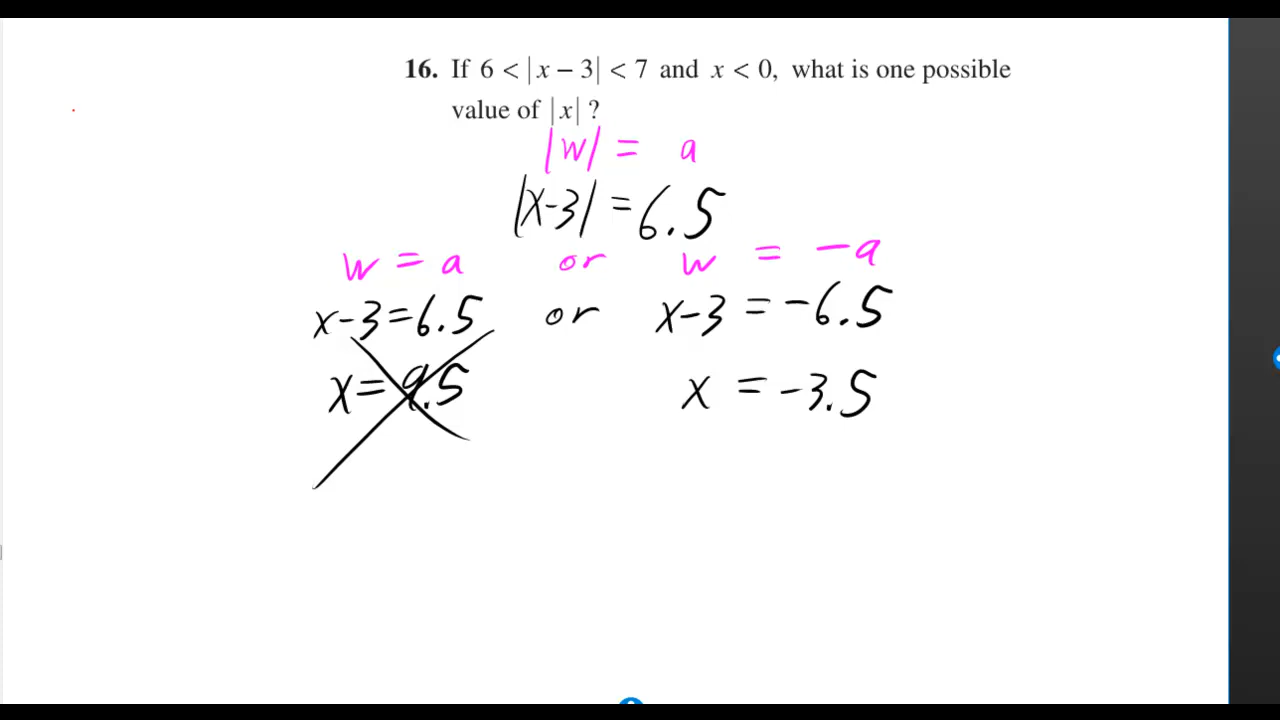 16. If 6 < |x − 3| < 7 and x < 0, what is one possible
value of |x| ?
|w| = a
|x-3| = 6.5
w = a or w = -a
x-3=6.5 or x-3 = -6.5
x= 9.5 x = -3.5